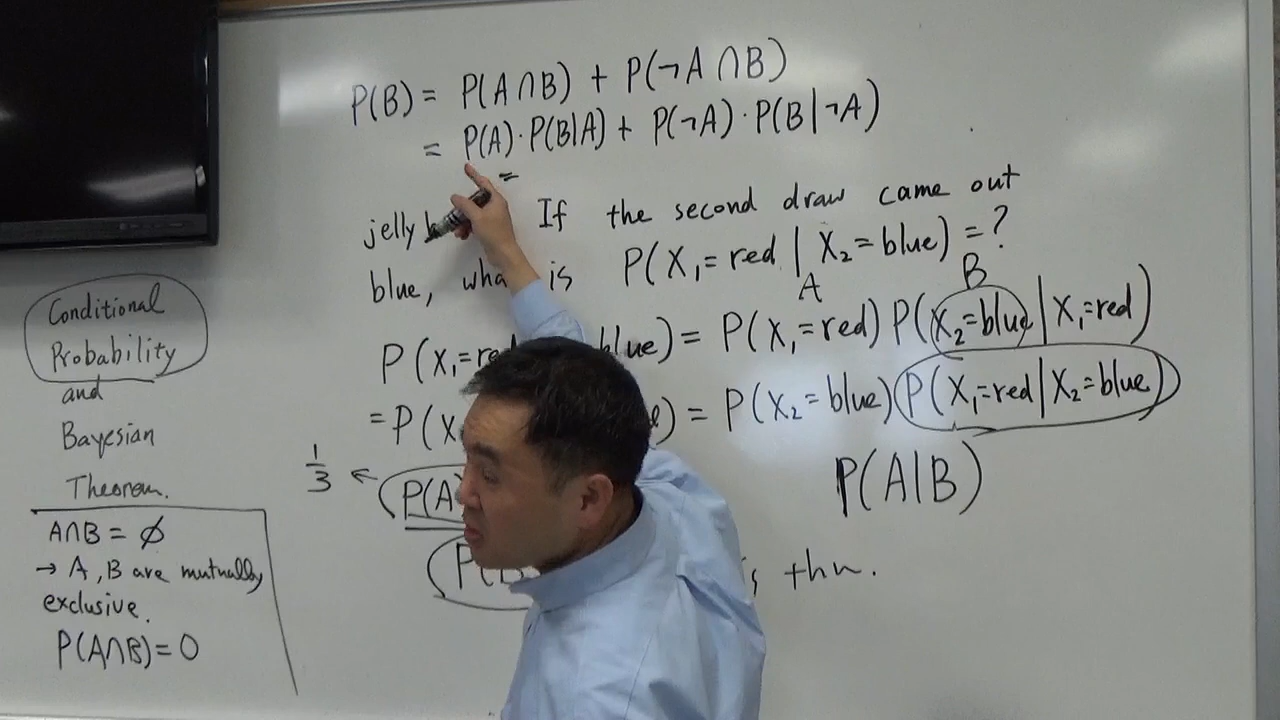 P(B) = P(A∩B) + P(¬A∩B)
= P(A)·P(B|A) + P(¬A)·P(B|¬A)
jelly If the second draw came out
blue, is P(X₁=red | X₂=blue) =?
A B
P(X₁=re blue) = P(X₁=red) P(X₂=blue | X₁=red)
= P(X ) = P(X₂=blue) P(X₁=red | X₂=blue)
1/3 ← P(A) P(A|B)
thm.
Conditional
Probability
and
Bayesian
Theorem.
A∩B = ∅
→ A, B are mutually
exclusive.
P(A∩B) = 0